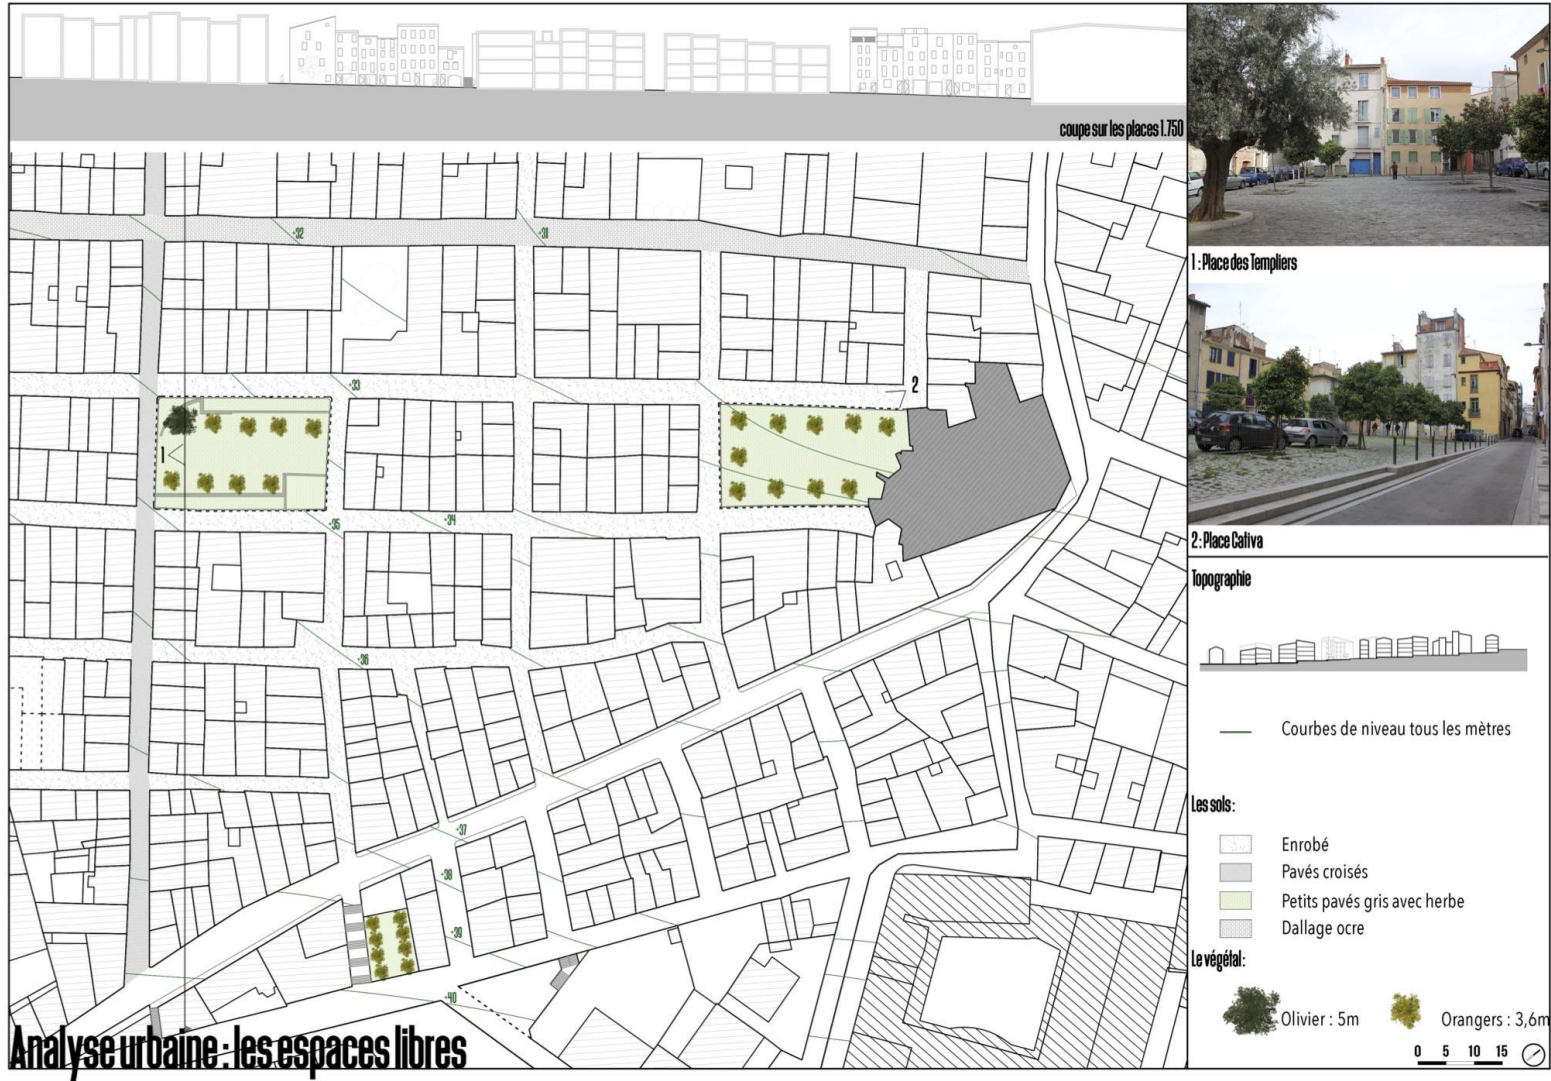 coupe sur les places 1.750
+32
+31
1 : Place des Templiers
+33
2
1
+35
+34
2 : Place Cativa
Topographie
+36
Courbes de niveau tous les mètres
Les sols :
+37
Enrobé
+38
Pavés croisés
Petits pavés gris avec herbe
+39
Dallage ocre
Le végétal :
+40
Olivier : 5m
Orangers : 3,6m
Analyse urbaine : les espaces libres
0 5 10 15